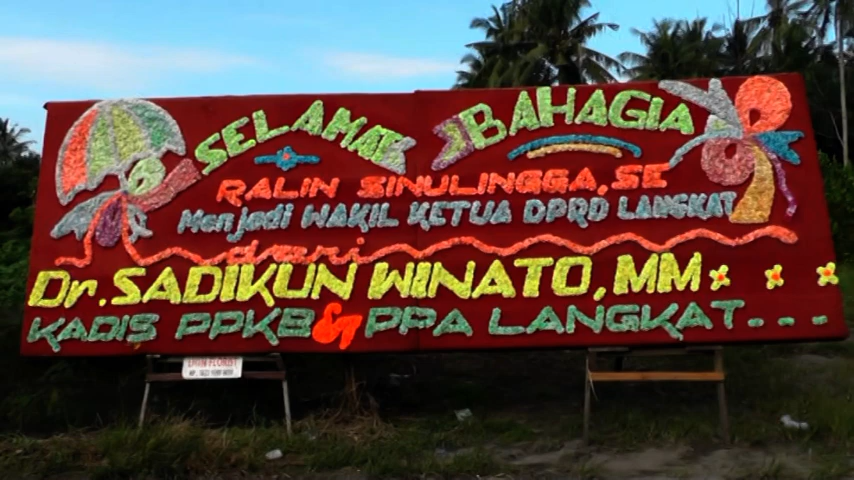 SELAMAT BAHAGIA
RALIN SINULINGGA, SE
Menjadi WAKIL KETUA DPRD LANGKAT
dari
Dr. SADIKUN WINATO, MM
KADIS PPKB & PPA LANGKAT...
FLORIST